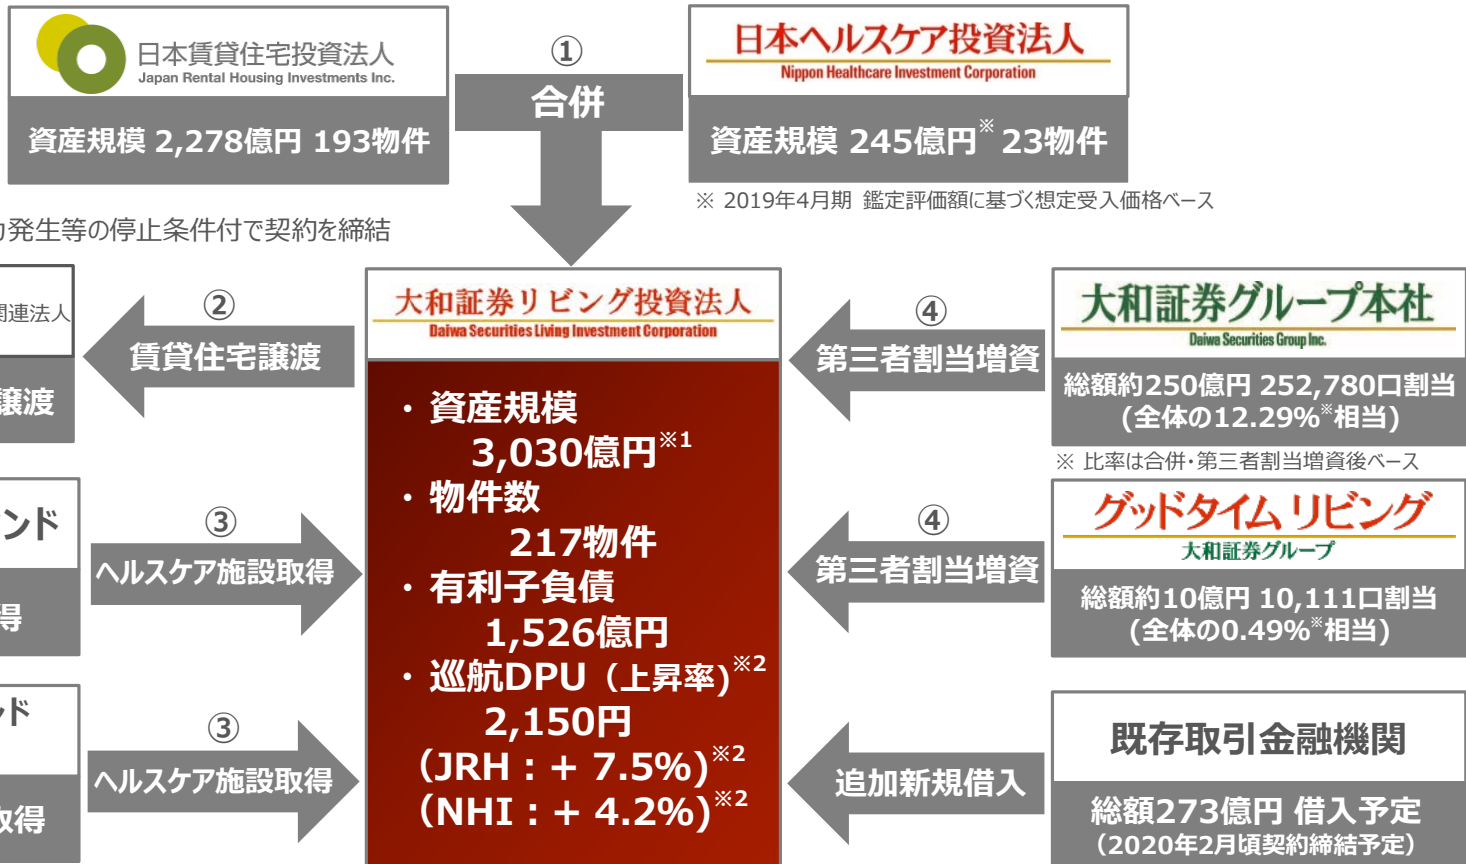 日本賃貸住宅投資法人
Japan Rental Housing Investments Inc.
資産規模 2,278億円 193物件
①
合併
日本ヘルスケア投資法人
Nippon Healthcare Investment Corporation
資産規模 245億円※ 23物件
※ 2019年4月期 鑑定評価額に基づく想定受入価格ベース
発生等の停止条件付で契約を締結
関連法人
譲渡
②
賃貸住宅譲渡
ンド
得
③
ヘルスケア施設取得
ド
取得
③
ヘルスケア施設取得
大和証券リビング投資法人
Daiwa Securities Living Investment Corporation
・ 資産規模
3,030億円※1
・ 物件数
217物件
・ 有利子負債
1,526億円
・ 巡航DPU(上昇率)※2
2,150円
(JRH:+ 7.5%)※2
(NHI:+ 4.2%)※2
④
第三者割当増資
大和証券グループ本社
Daiwa Securities Group Inc.
総額約250億円 252,780口割当
(全体の12.29%※相当)
※ 比率は合併・第三者割当増資後ベース
④
第三者割当増資
グッドタイム リビング
大和証券グループ
総額約10億円 10,111口割当
(全体の0.49%※相当)
追加新規借入
既存取引金融機関
総額273億円 借入予定
(2020年2月頃契約締結予定)